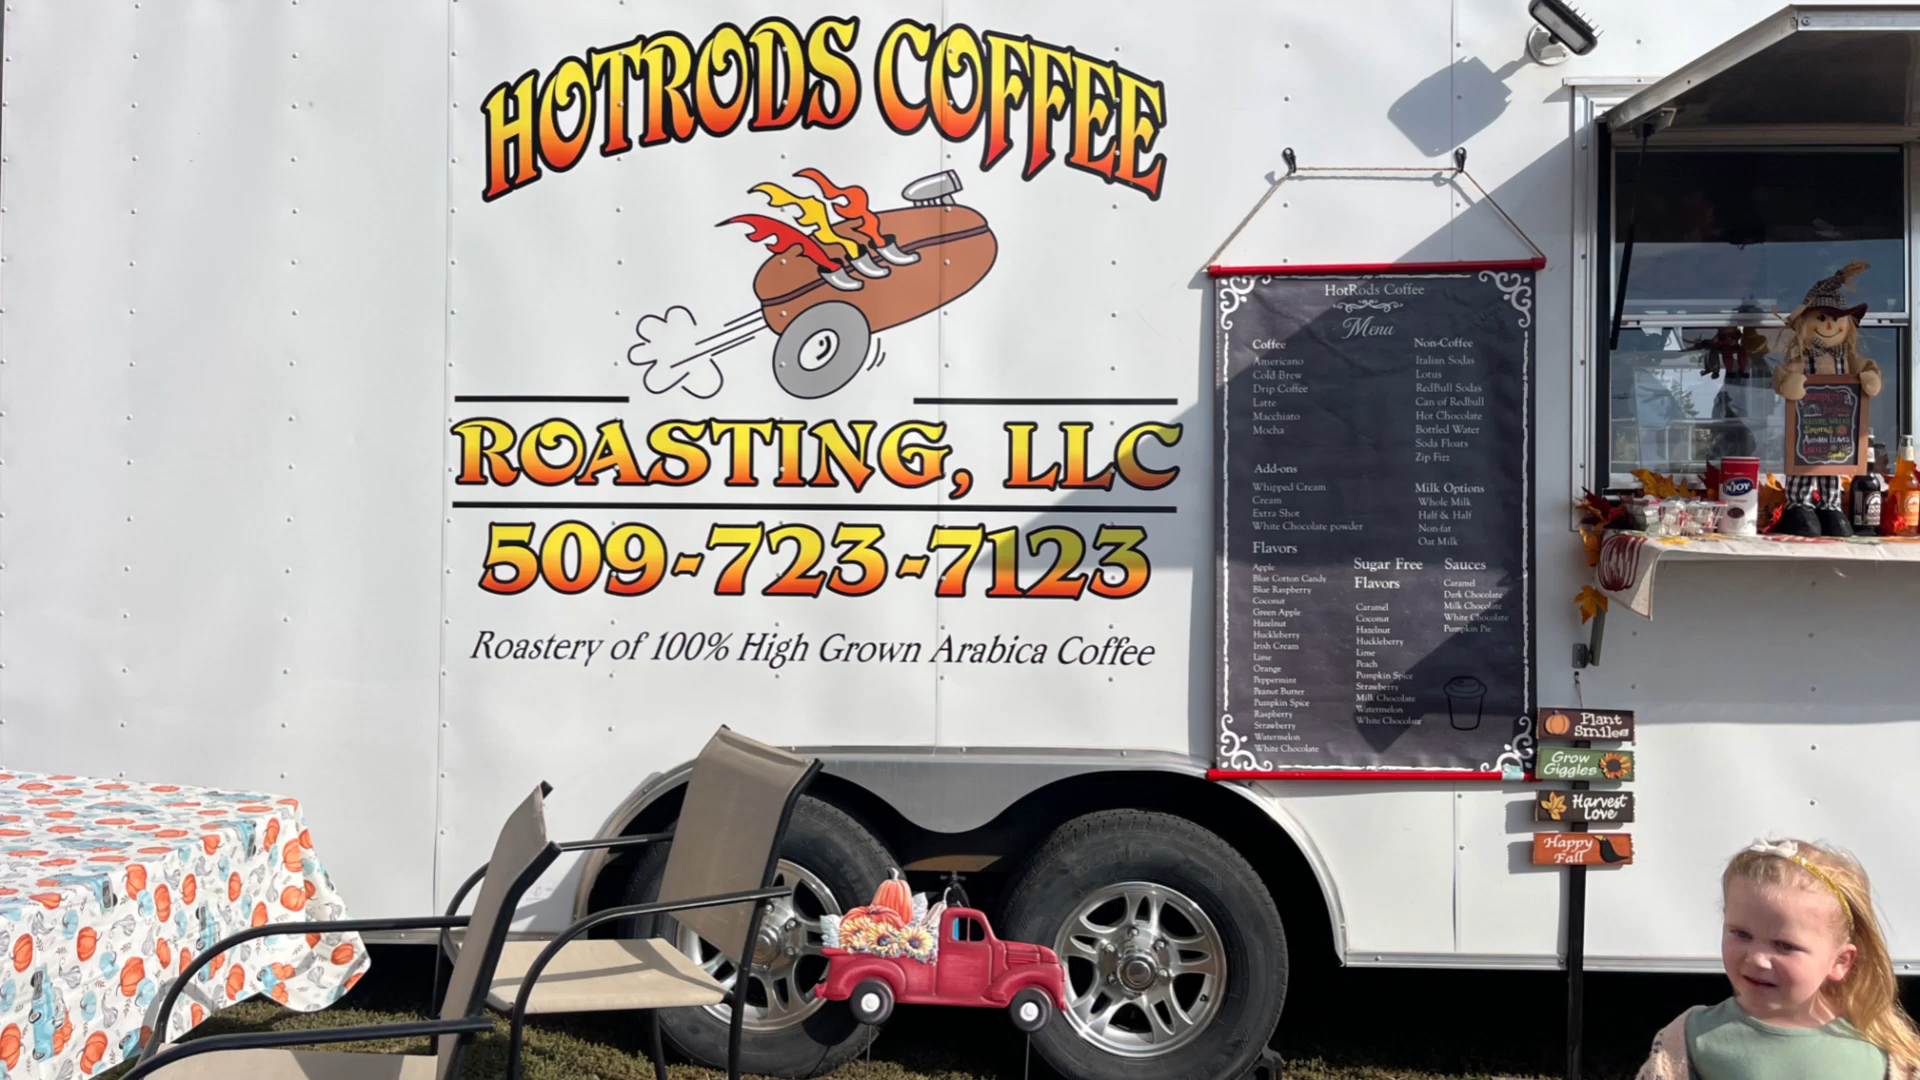 HOTRODS COFFEE
ROASTING, LLC
509-723-7123
Roastery of 100% High Grown Arabica Coffee
HotRods Coffee
Menu
Coffee
Americano
Cold Brew
Drip Coffee
Latte
Macchiato
Mocha
Non-Coffee
Italian Sodas
Lotus
RedBull Sodas
Can of Redbull
Hot Chocolate
Bottled Water
Soda Floats
Zip Fizz
Add-ons
Whipped Cream
Cream
Extra Shot
White Chocolate powder
Milk Options
Whole Milk
Half & Half
Non-fat
Oat Milk
Flavors
Apple
Blue Cotton Candy
Blue Raspberry
Coconut
Green Apple
Hazelnut
Huckleberry
Irish Cream
Lime
Orange
Peppermint
Peanut Butter
Pumpkin Spice
Raspberry
Strawberry
Watermelon
White Chocolate
Sugar Free
Flavors
Caramel
Coconut
Hazelnut
Huckleberry
Lime
Peach
Pumpkin Spice
Strawberry
Milk Chocolate
Watermelon
White Chocolate
Sauces
Caramel
Dark Chocolate
Milk Chocolate
White Chocolate
Pumpkin Pie
NJOY
Autumn Leaves
Plant
Smiles
Grow
Giggles
Harvest
Love
Happy
Fall